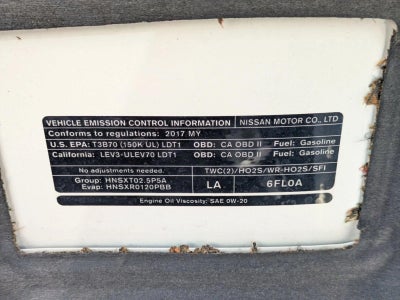 VEHICLE EMISSION CONTROL INFORMATION NISSAN MOTOR CO., LTD
Conforms to regulations: 2017 MY
U.S. EPA: T3B70 (150K UL) LDT1 OBD: CA OBD II Fuel: Gasoline
California: LEV3-ULEV70 LDT1 OBD: CA OBD II Fuel: Gasoline
No adjustments needed. TWC(2)/HO2S/WR-HO2S/SFI
Group: HNSXT02.5P5A
Evap: HNSXR0120PBB
LA 6FL0A
Engine Oil Viscosity: SAE 0W-20